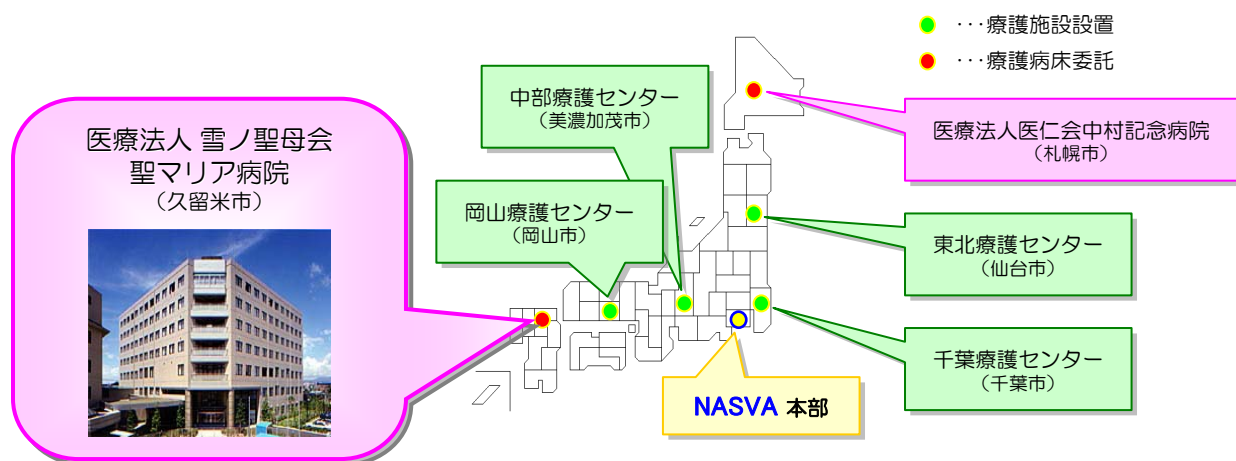 ･･･療護施設設置
･･･療護病床委託
中部療護センター
（美濃加茂市）
医療法人 雪ノ聖母会
聖マリア病院
（久留米市）
医療法人医仁会中村記念病院
（札幌市）
岡山療護センター
（岡山市）
東北療護センター
（仙台市）
千葉療護センター
（千葉市）
NASVA 本部